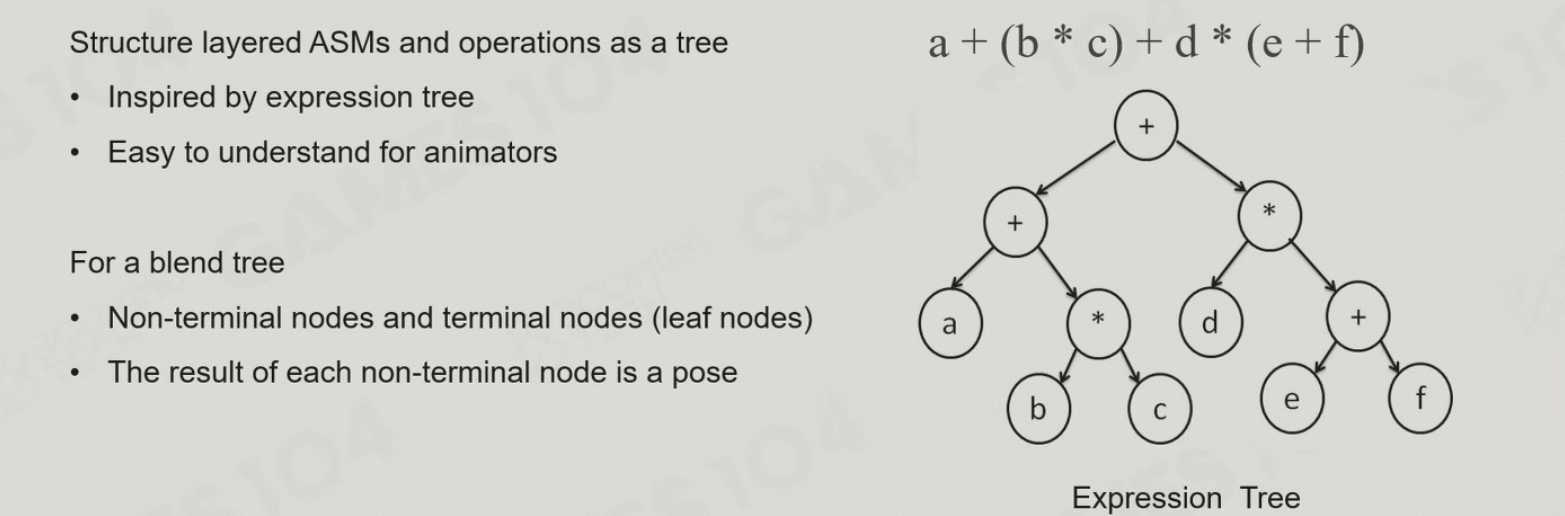 Structure layered ASMs and operations as a tree
• Inspired by expression tree
• Easy to understand for animators
For a blend tree
• Non-terminal nodes and terminal nodes (leaf nodes)
• The result of each non-terminal node is a pose
a + (b * c) + d * (e + f)
+
+ *
a * d +
b c e f
Expression Tree
GAMES104